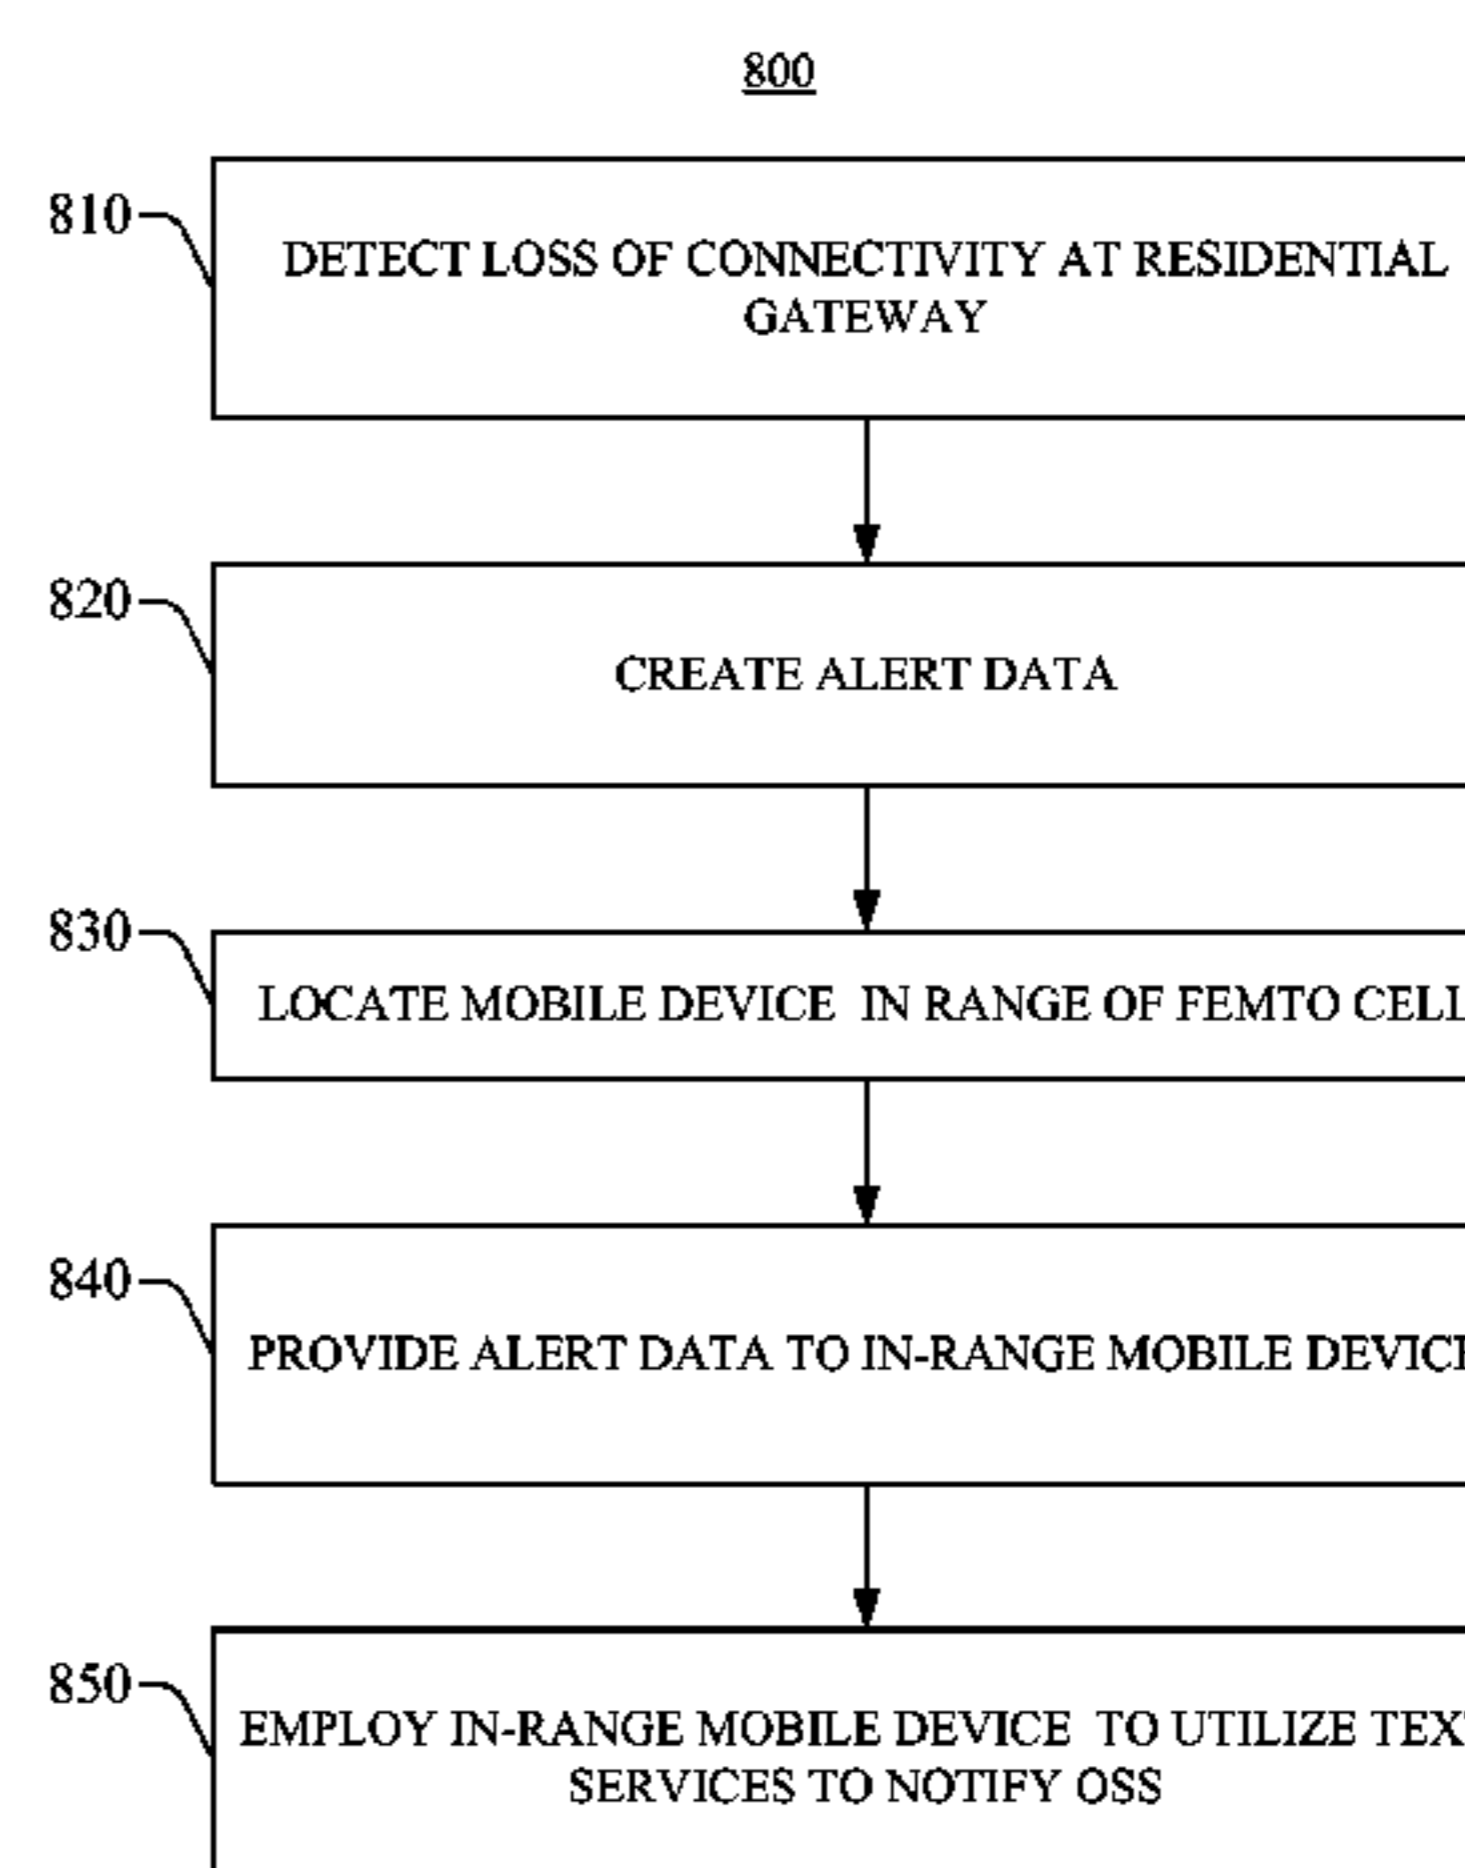 800
810
DETECT LOSS OF CONNECTIVITY AT RESIDENTIAL
GATEWAY
820
CREATE ALERT DATA
830
LOCATE MOBILE DEVICE IN RANGE OF FEMTO CELL
840
PROVIDE ALERT DATA TO IN-RANGE MOBILE DEVICE
850
EMPLOY IN-RANGE MOBILE DEVICE TO UTILIZE TEXT
SERVICES TO NOTIFY OSS